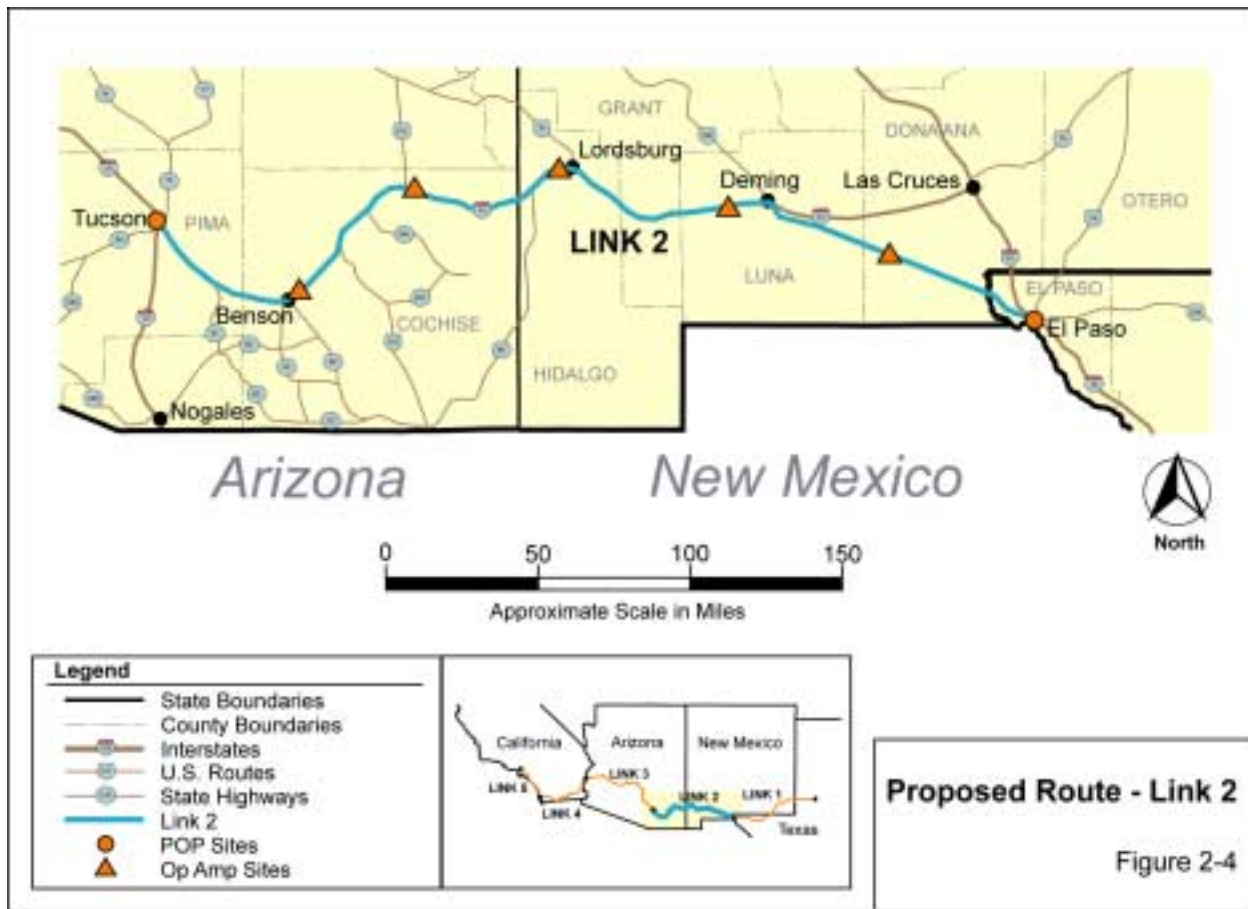 GRANT
DONA ANA
Lordsburg
Deming
Las Cruces
OTERO
Tucson
PIMA
LINK 2
LUNA
Benson
EL PASO
COCHISE
El Paso
HIDALGO
Nogales
Arizona
New Mexico
North
0 50 100 150
Approximate Scale in Miles
Legend
State Boundaries
County Boundaries
Interstates
U.S. Routes
State Highways
Link 2
POP Sites
Op Amp Sites
California
Arizona
New Mexico
LINK 3
LINK 2
LINK 1
LINK 4
Texas
Proposed Route - Link 2
Figure 2-4